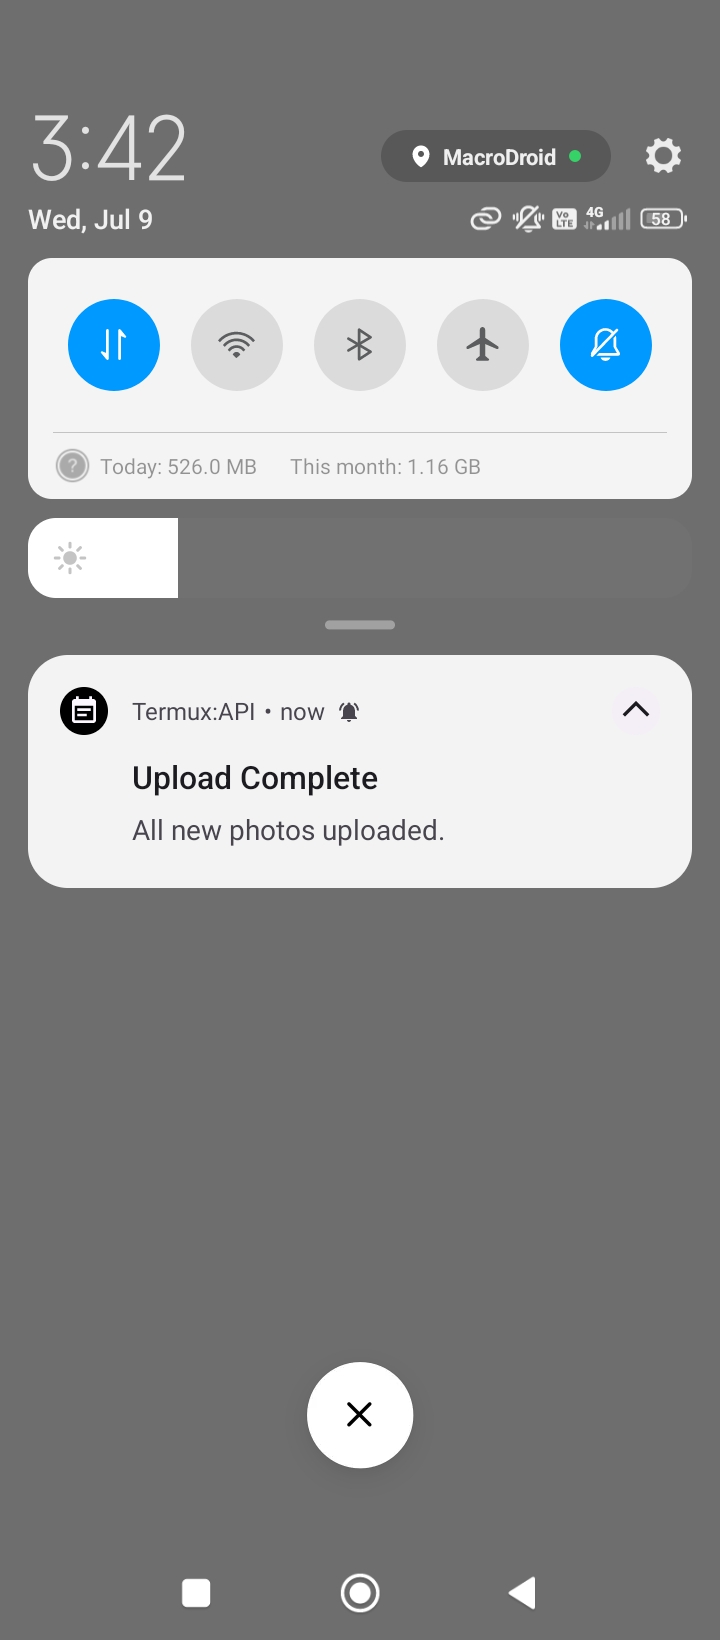 3:42
MacroDroid
Wed, Jul 9
Vo LTE
4G
58
? Today: 526.0 MB This month: 1.16 GB
Termux:API • now
Upload Complete
All new photos uploaded.